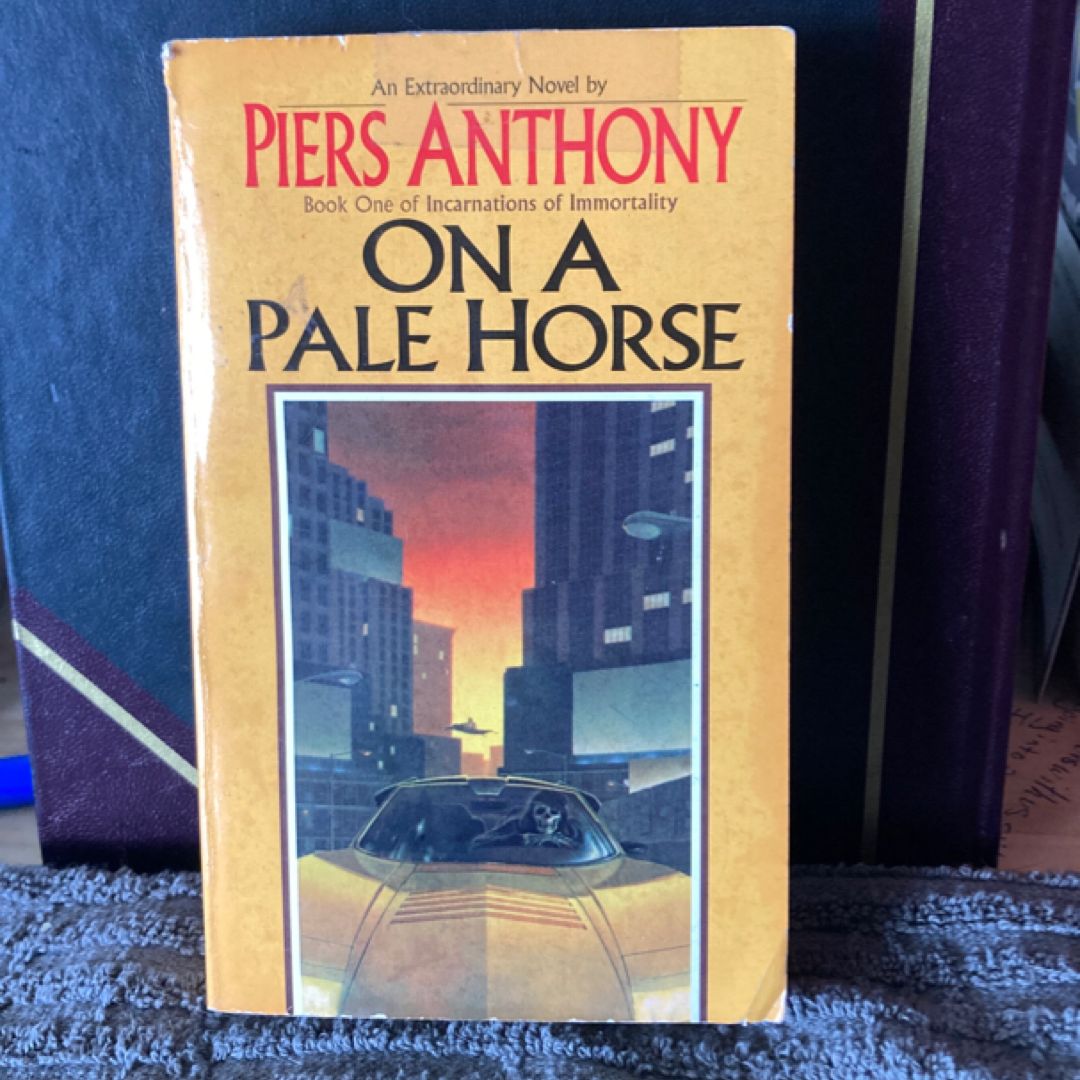 An Extraordinary Novel by
PIERS ANTHONY
Book One of Incarnations of Immortality
ON A
PALE HORSE